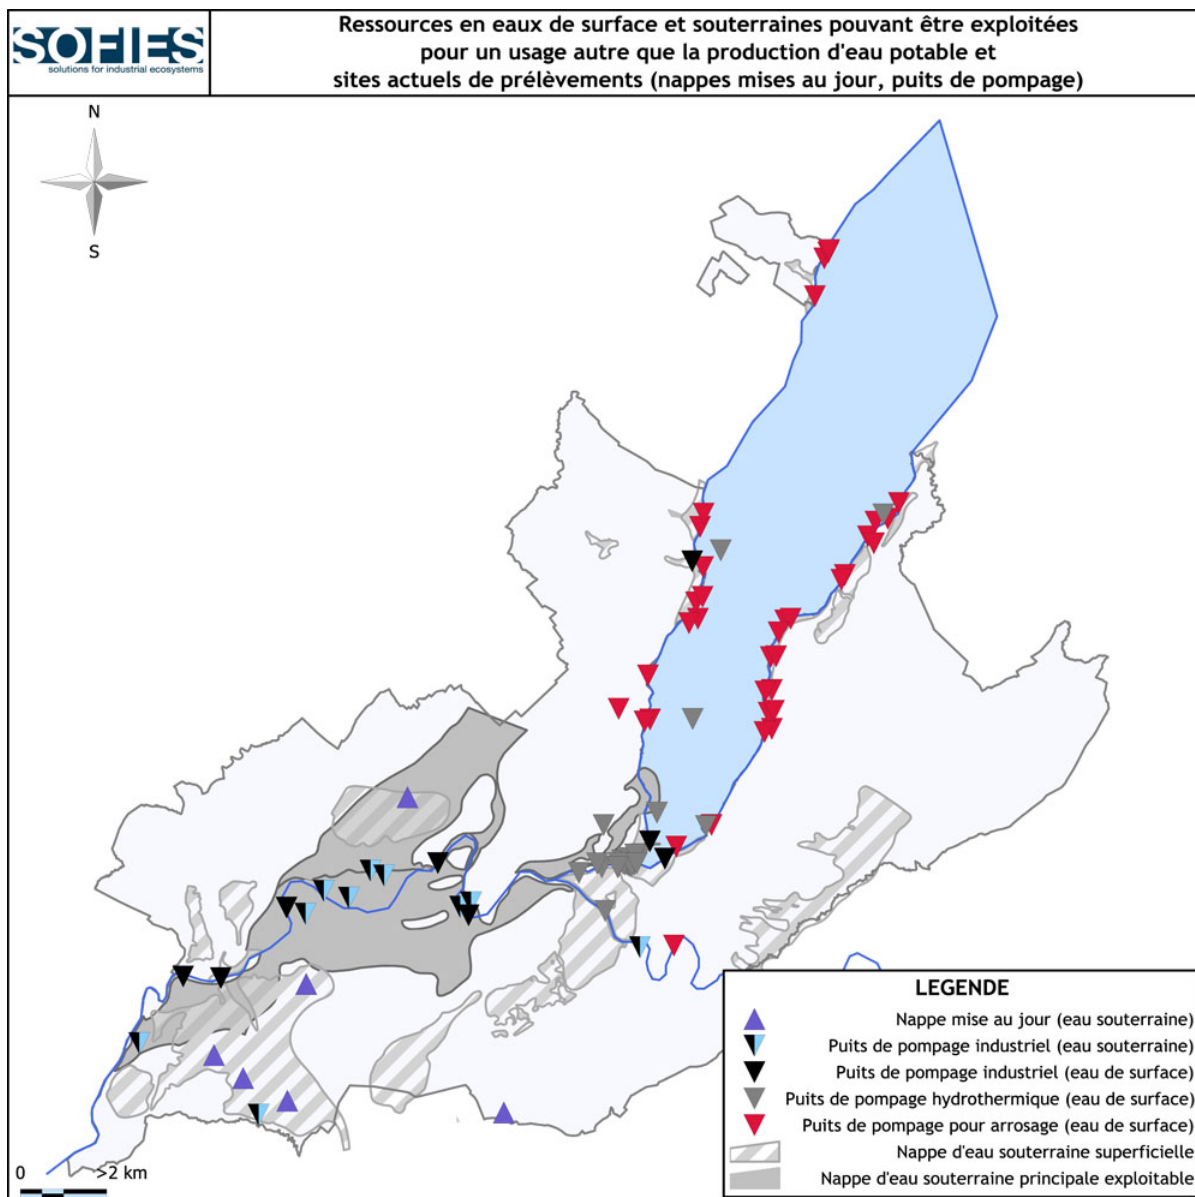 SOFIES
solutions for industrial ecosystems
Ressources en eaux de surface et souterraines pouvant être exploitées
pour un usage autre que la production d'eau potable et
sites actuels de prélèvements (nappes mises au jour, puits de pompage)
N
S
LEGENDE
Nappe mise au jour (eau souterraine)
Puits de pompage industriel (eau souterraine)
Puits de pompage industriel (eau de surface)
Puits de pompage hydrothermique (eau de surface)
Puits de pompage pour arrosage (eau de surface)
Nappe d'eau souterraine superficielle
Nappe d'eau souterraine principale exploitable
0 >2 km